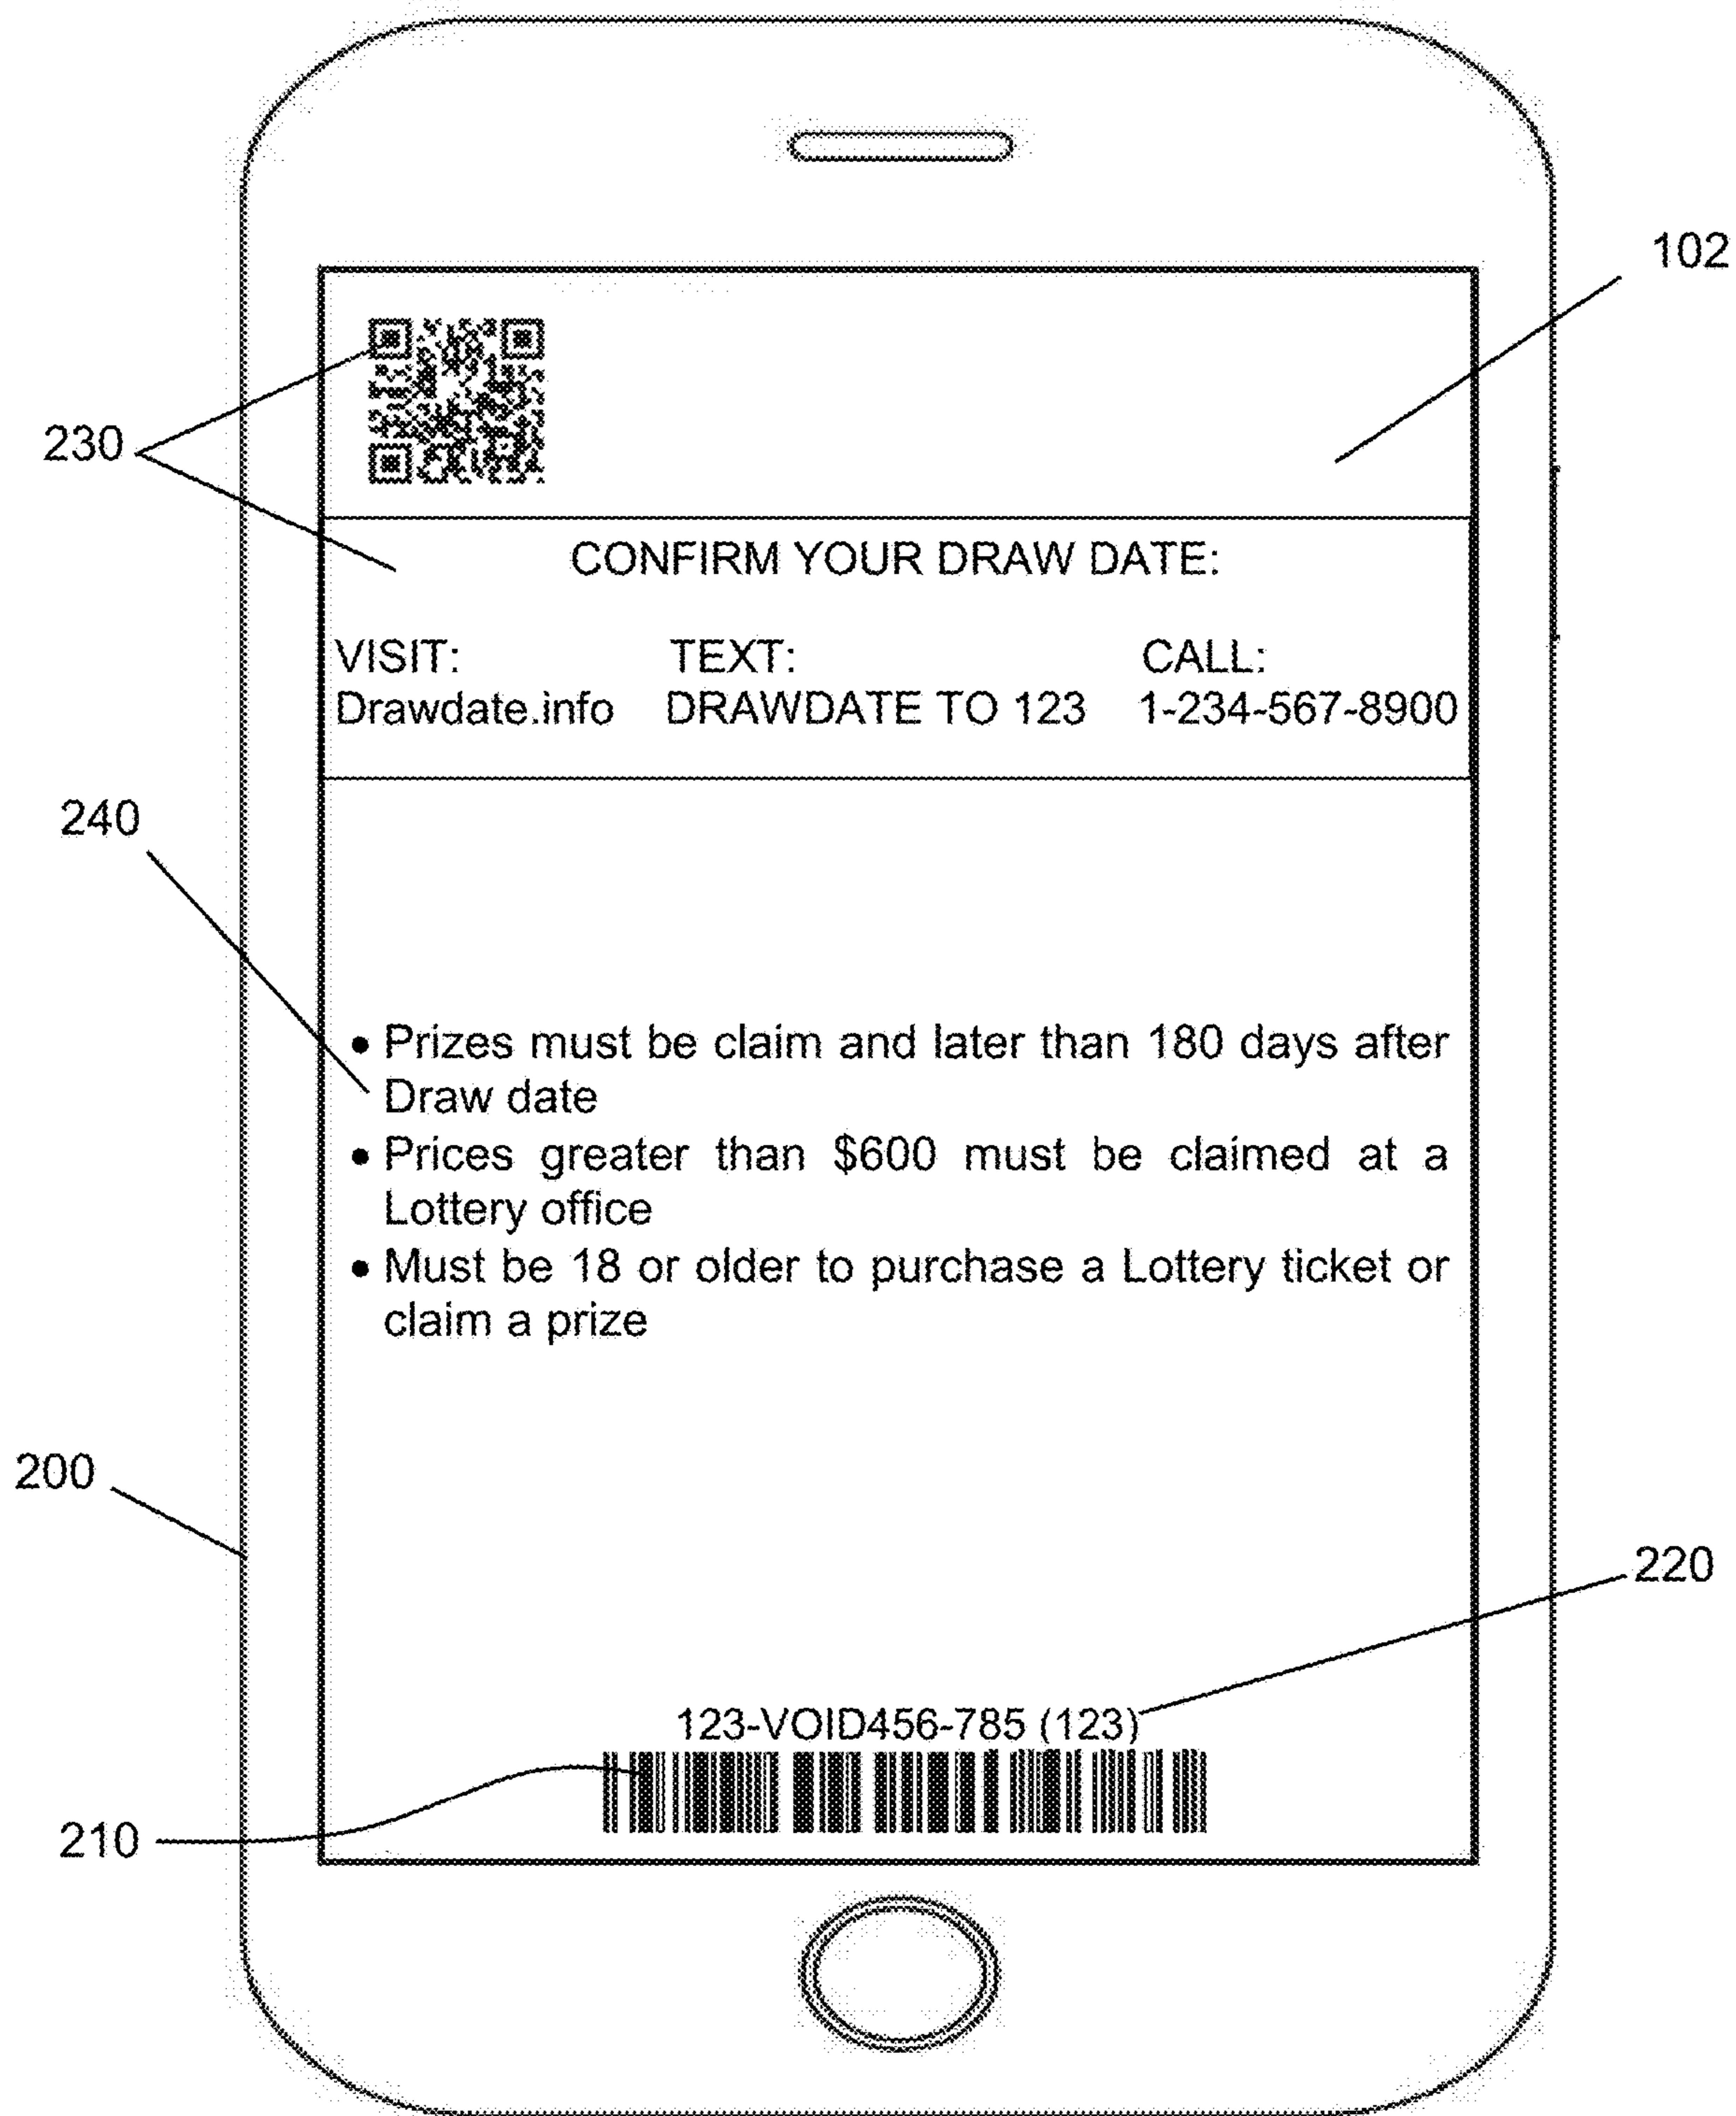 102
230
CONFIRM YOUR DRAW DATE:
VISIT: TEXT: CALL:
Drawdate.info DRAWDATE TO 123 1-234-567-8900
240
• Prizes must be claim and later than 180 days after
Draw date
• Prices greater than $600 must be claimed at a
Lottery office
• Must be 18 or older to purchase a Lottery ticket or
claim a prize
200
220
123-VOID456-785 (123)
210